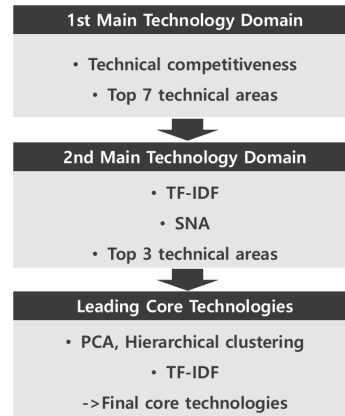 1st Main Technology Domain
• Technical competitiveness
• Top 7 technical areas
2nd Main Technology Domain
• TF-IDF
• SNA
• Top 3 technical areas
Leading Core Technologies
• PCA, Hierarchical clustering
• TF-IDF
->Final core technologies